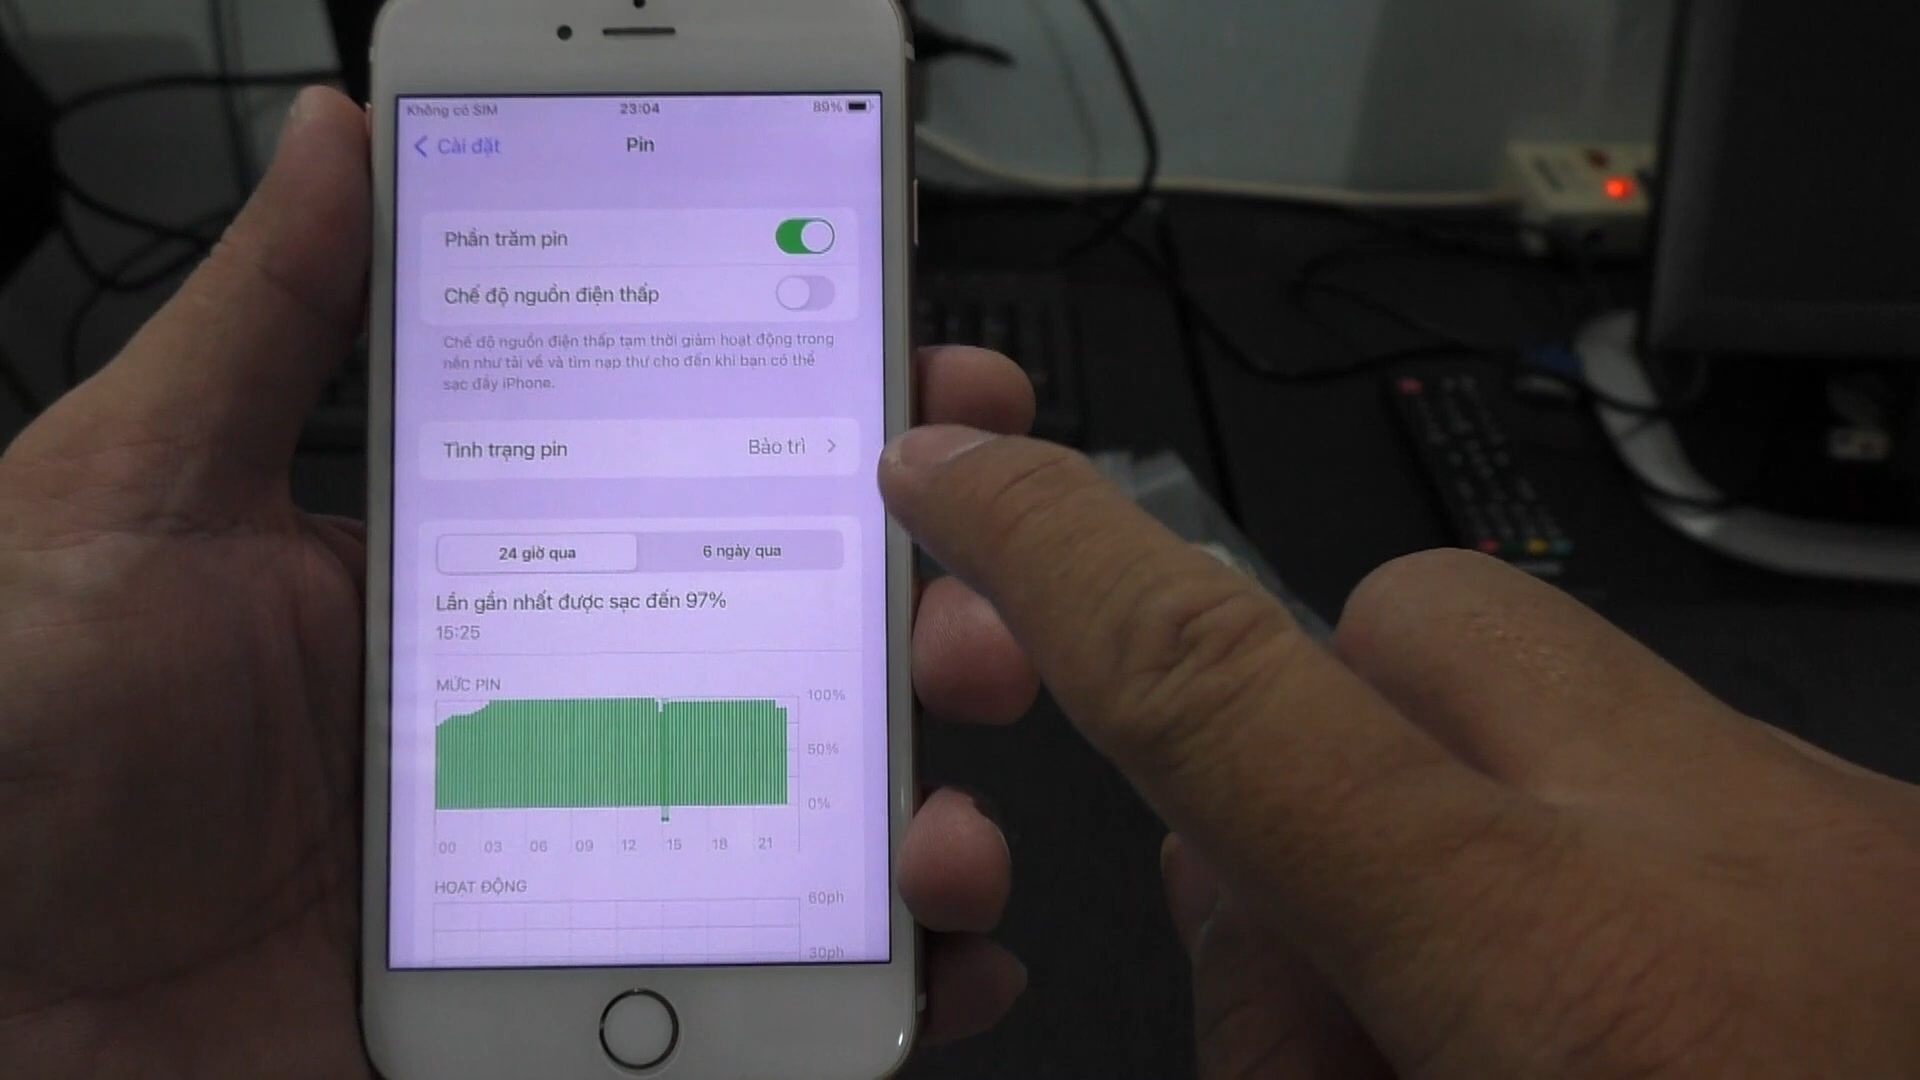 Không có SIM 23:04 89%
Cài đặt Pin
Phần trăm pin
Chế độ nguồn điện thấp
Chế độ nguồn điện thấp tạm thời giảm hoạt động trong
nền như tải về và tìm nạp thư cho đến khi bạn có thể
sạc đầy iPhone.
Tình trạng pin Bảo trì
24 giờ qua 6 ngày qua
Lần gần nhất được sạc đến 97%
15:25
MỨC PIN
100%
50%
0%
00 03 06 09 12 15 18 21
HOẠT ĐỘNG
60ph
30ph